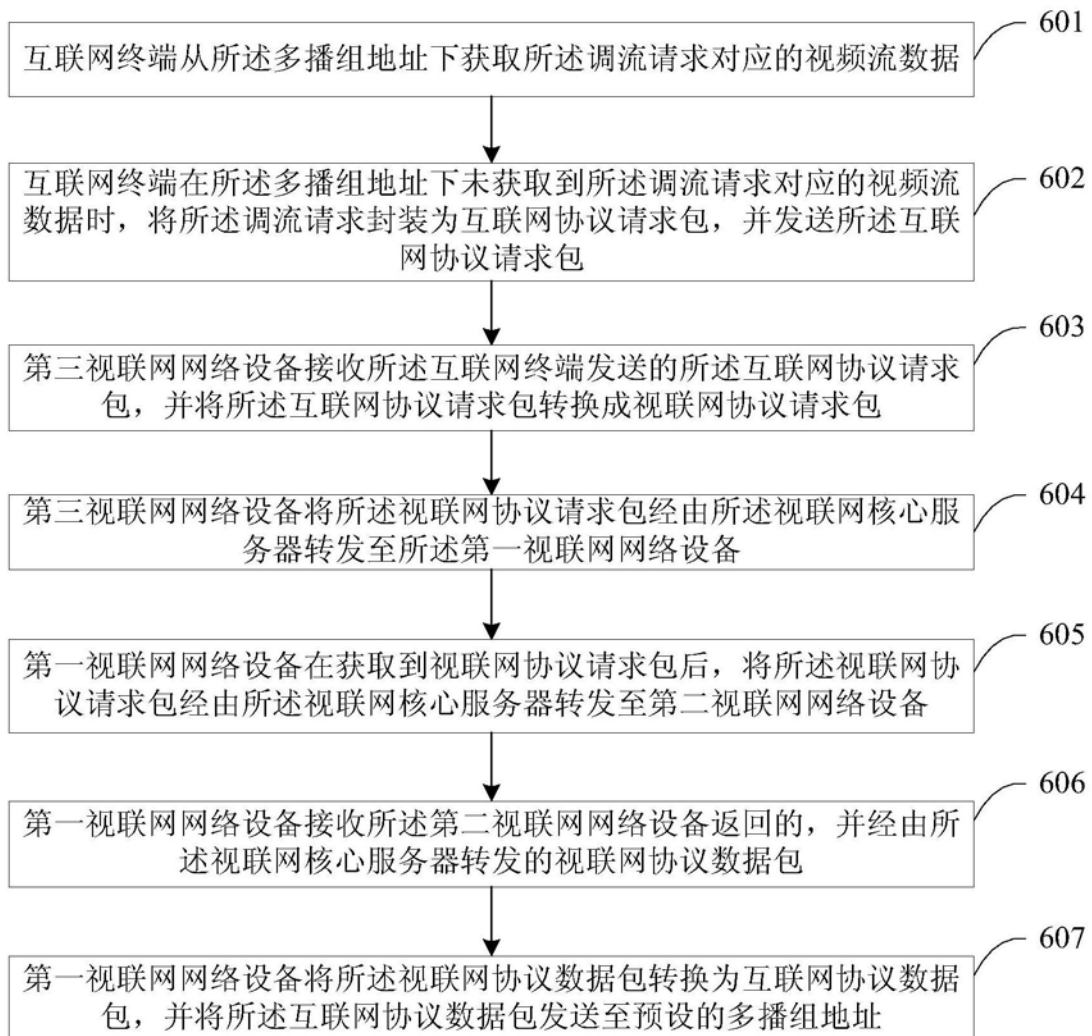 601
互联网终端从所述多播组地址下获取所述调流请求对应的视频流数据
602
互联网终端在所述多播组地址下未获取到所述调流请求对应的视频流
数据时，将所述调流请求封装为互联网协议请求包，并发送所述互联
网协议请求包
603
第三视联网网络设备接收所述互联网终端发送的所述互联网协议请求
包，并将所述互联网协议请求包转换成视联网协议请求包
604
第三视联网网络设备将所述视联网协议请求包经由所述视联网核心服
务器转发至所述第一视联网网络设备
605
第一视联网网络设备在获取到视联网协议请求包后，将所述视联网协
议请求包经由所述视联网核心服务器转发至第二视联网网络设备
606
第一视联网网络设备接收所述第二视联网网络设备返回的，并经由所
述视联网核心服务器转发的视联网协议数据包
607
第一视联网网络设备将所述视联网协议数据包转换为互联网协议数据
包，并将所述互联网协议数据包发送至预设的多播组地址